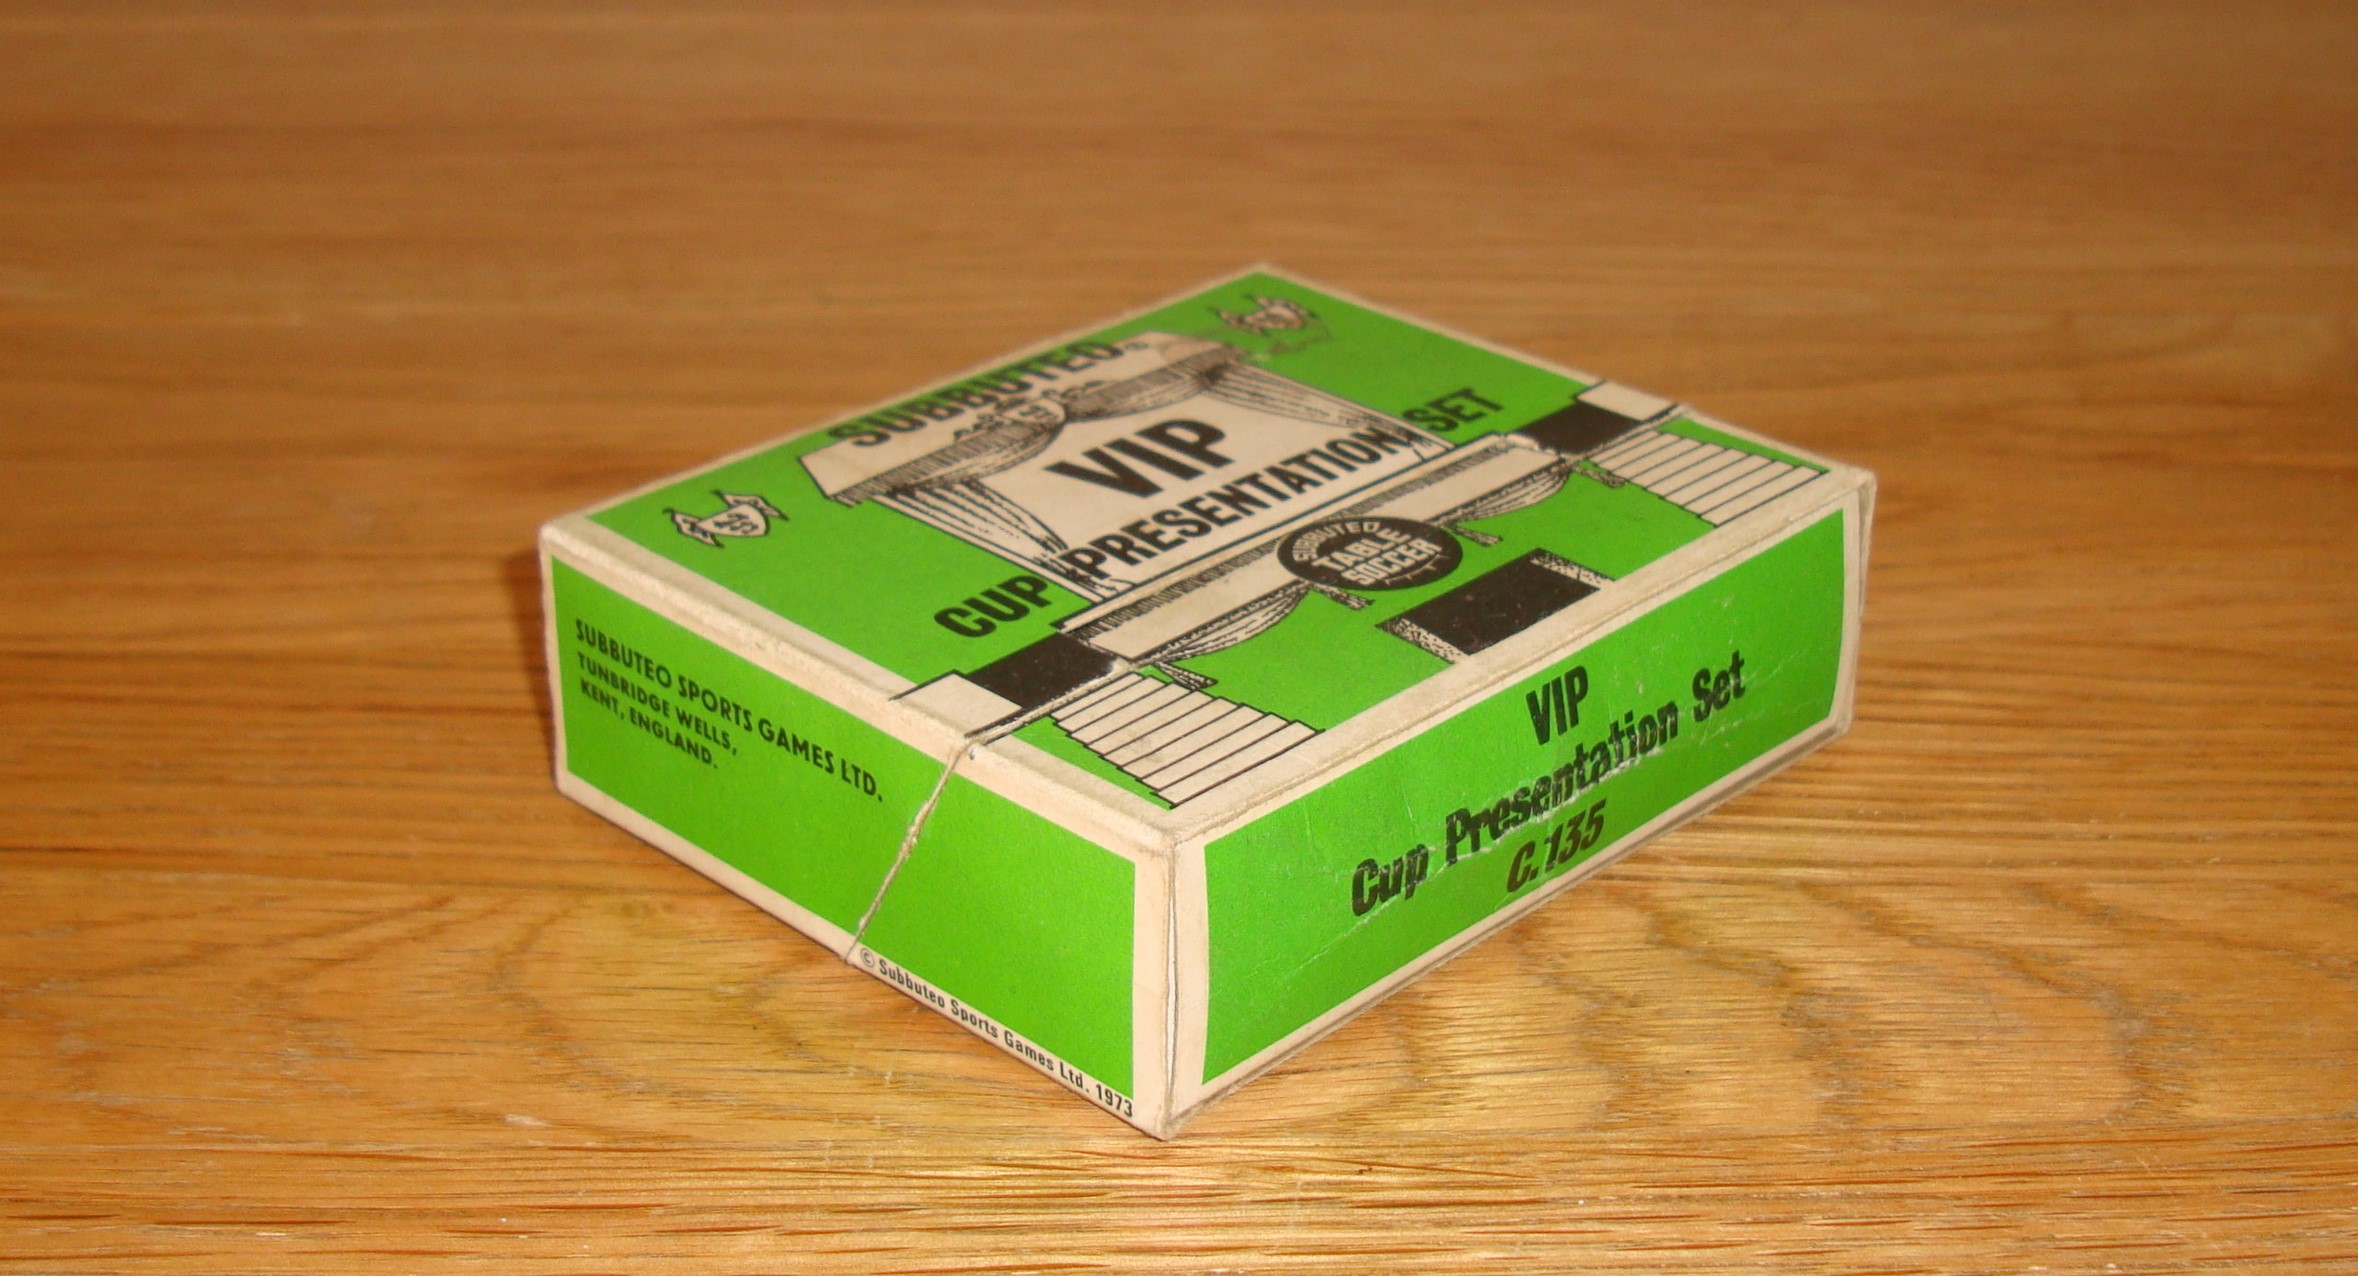 SUBBUTEO®
VIP
CUP PRESENTATION SET
SUBBUTEO
TABLE
SOCCER
SUBBUTEO SPORTS GAMES LTD.
TUNBRIDGE WELLS,
KENT, ENGLAND.
© Subbuteo Sports Games Ltd. 1973
VIP
Cup Presentation Set
C.135